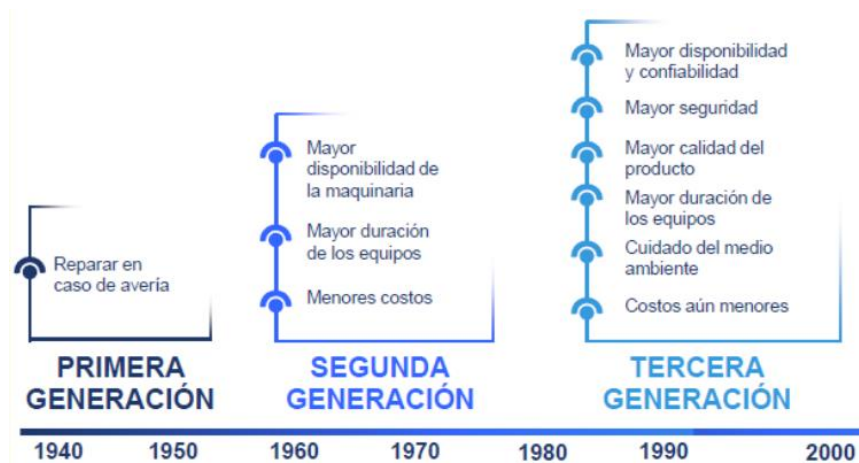 Reparar en
caso de avería
PRIMERA
GENERACIÓN
Mayor
disponibilidad de
la maquinaria
Mayor duración
de los equipos
Menores costos
SEGUNDA
GENERACIÓN
Mayor disponibilidad
y confiabilidad
Mayor seguridad
Mayor calidad del
producto
Mayor duración de
los equipos
Cuidado del medio
ambiente
Costos aún menores
TERCERA
GENERACIÓN
1940 1950 1960 1970 1980 1990 2000